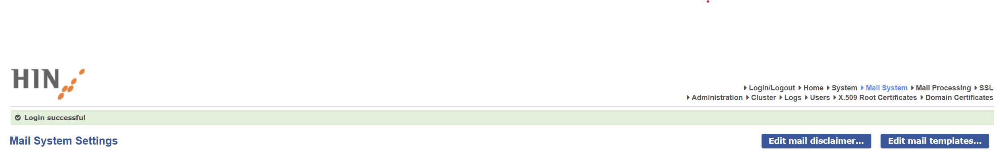 HIN
Login/Logout Home System Mail System Mail Processing SSL
Administration Cluster Logs Users X.509 Root Certificates Domain Certificates
Login successful
Mail System Settings
Edit mail disclaimer... Edit mail templates...